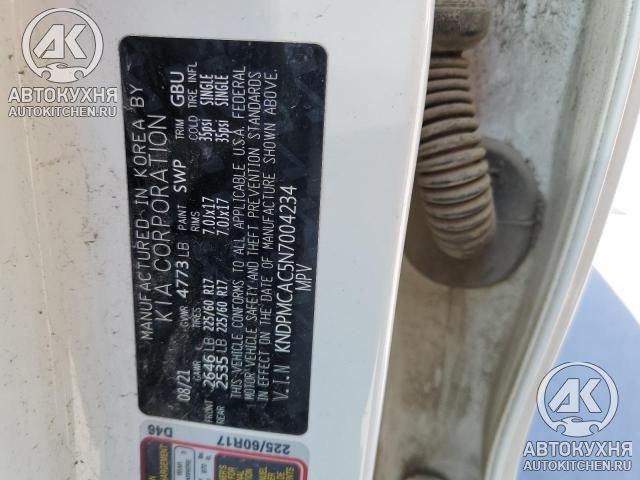 MANUFACTURED IN KOREA BY
KIA CORPORATION
08/21 GVWR 4773 LB PAINT SWP TRIM GBU
GAWR TIRES RIMS COLD TIRE INFL
FRONT 2646 LB 225/60 R17 7.0Jx17 35psi SINGLE
REAR 2535 LB 225/60 R17 7.0Jx17 35psi SINGLE
THIS VEHICLE CONFORMS TO ALL APPLICABLE U.S.A. FEDERAL
MOTOR VEHICLE SAFETY AND THEFT PREVENTION STANDARDS
IN EFFECT ON THE DATE OF MANUFACTURE SHOWN ABOVE.
V.I.N KNDPMCAC5N7004234
MPV
D46
225/60R17
АК
АВТОКУХНЯ
AUTOKITCHEN.RU
АК
АВТОКУХНЯ
AUTOKITCHEN.RU